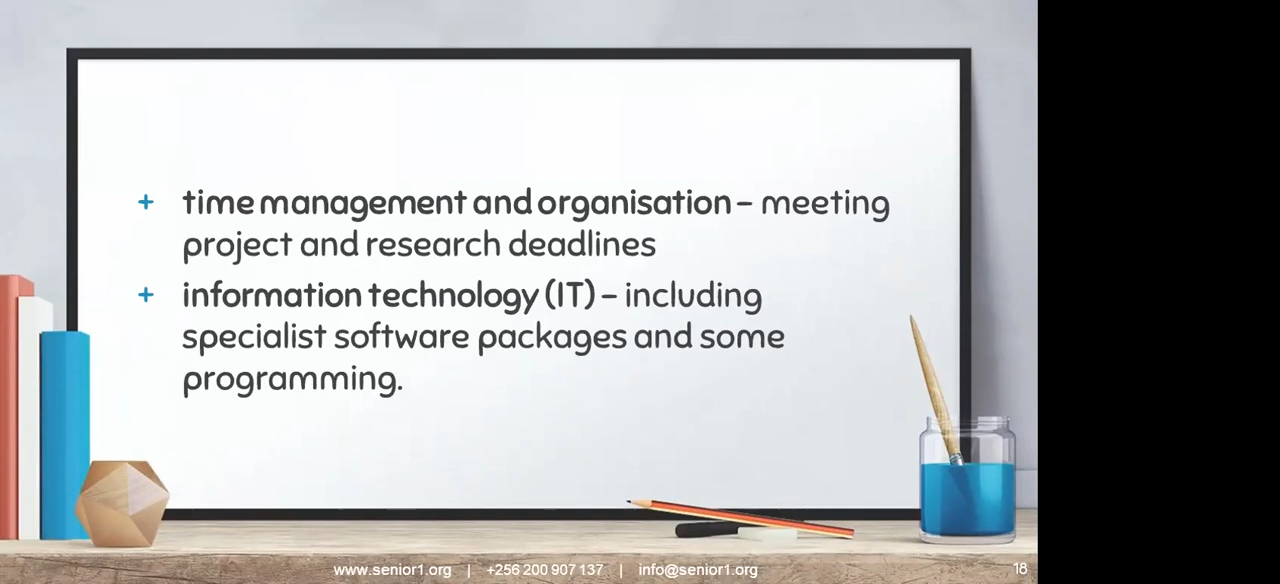 + time management and organisation – meeting
project and research deadlines
+ information technology (IT) – including
specialist software packages and some
programming.
www.senior1.org | +256 200 907 137 | info@senior1.org
18